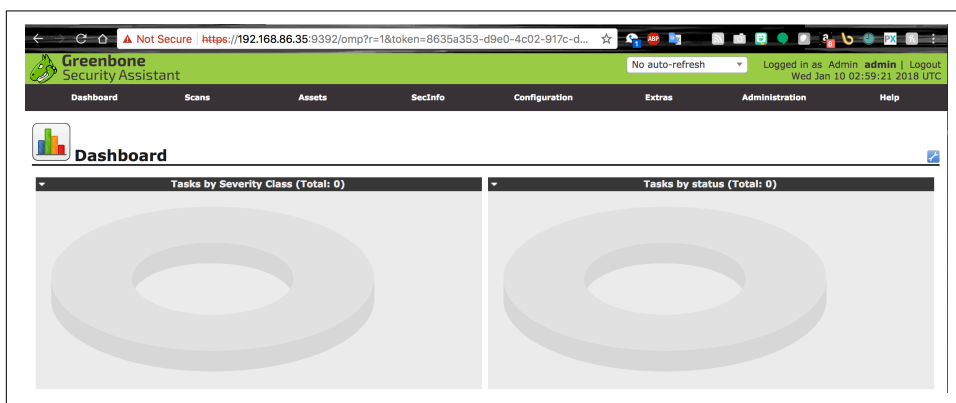 Not Secure | https://192.168.86.35:9392/omp?r=1&token=8635a353-d9e0-4c02-917c-d...
Greenbone
Security Assistant
No auto-refresh
Logged in as Admin admin | Logout
Wed Jan 10 02:59:21 2018 UTC
Dashboard Scans Assets SecInfo Configuration Extras Administration Help
Dashboard
Tasks by Severity Class (Total: 0) Tasks by status (Total: 0)